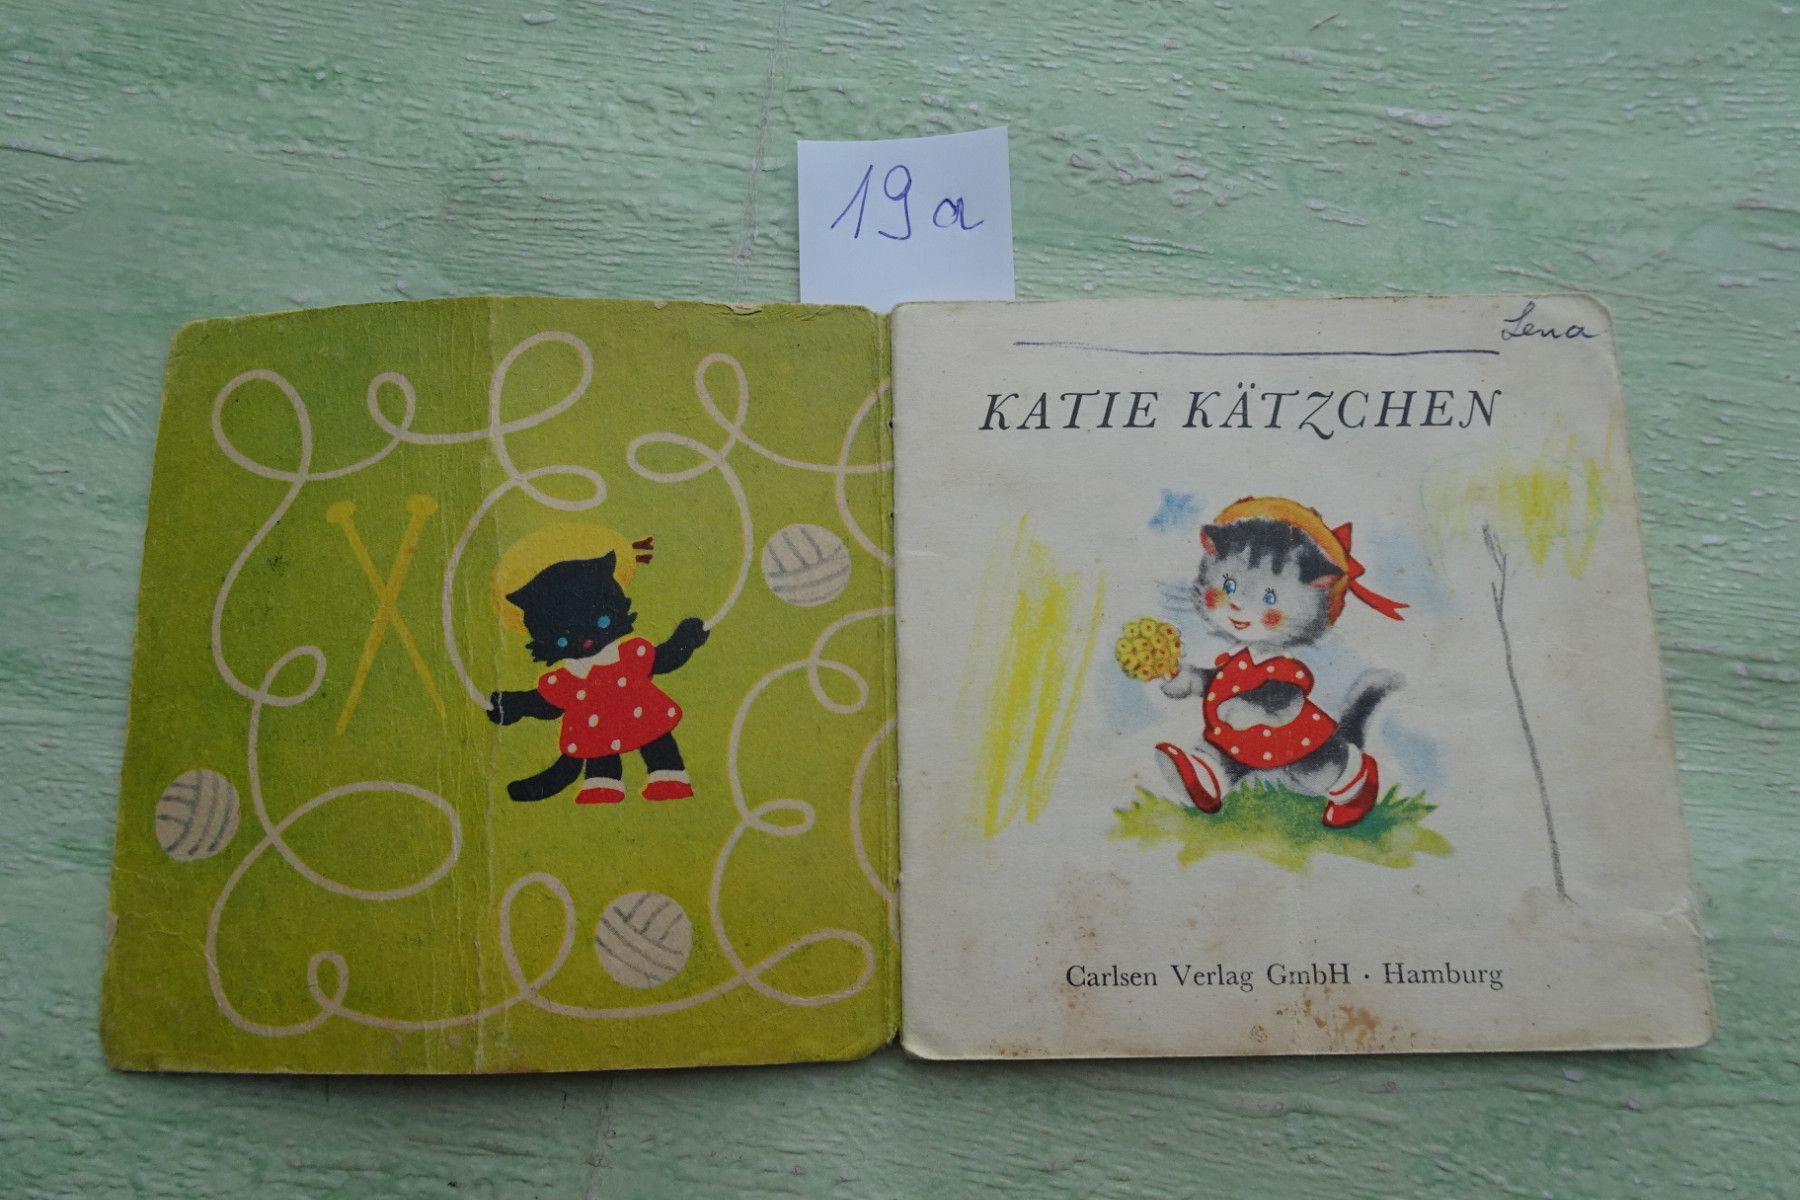 19a
Lena
KATIE KÄTZCHEN
Carlsen Verlag GmbH · Hamburg